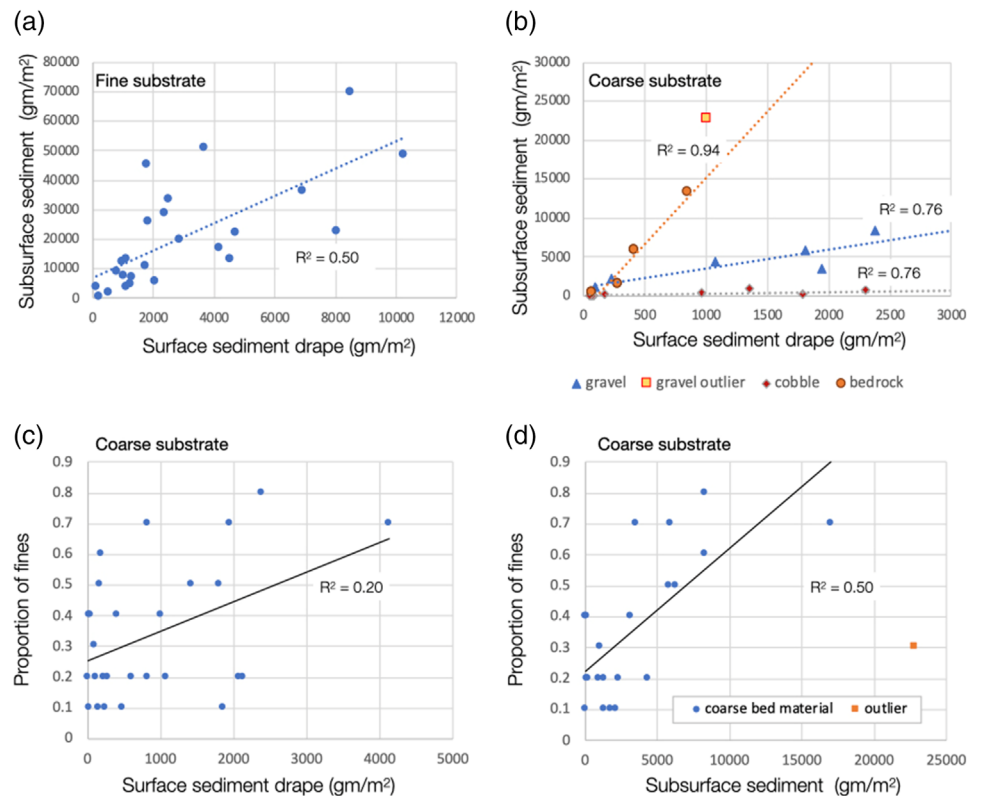 (a)
Fine substrate
Subsurface sediment (gm/m²)
80000
70000
60000
50000
40000
30000
20000
10000
0
R² = 0.50
0 2000 4000 6000 8000 10000 12000
Surface sediment drape (gm/m²)
(b)
Coarse substrate
Subsurface sediment (gm/m²)
30000
25000
20000
15000
10000
5000
0
R² = 0.94
R² = 0.76
R² = 0.76
0 500 1000 1500 2000 2500 3000
Surface sediment drape (gm/m²)
gravel gravel outlier cobble bedrock
(c)
Coarse substrate
Proportion of fines
0.9
0.8
0.7
0.6
0.5
0.4
0.3
0.2
0.1
0
R² = 0.20
0 1000 2000 3000 4000 5000
Surface sediment drape (gm/m²)
(d)
Coarse substrate
Proportion of fines
0.9
0.8
0.7
0.6
0.5
0.4
0.3
0.2
0.1
0
R² = 0.50
coarse bed material outlier
0 5000 10000 15000 20000 25000
Subsurface sediment (gm/m²)